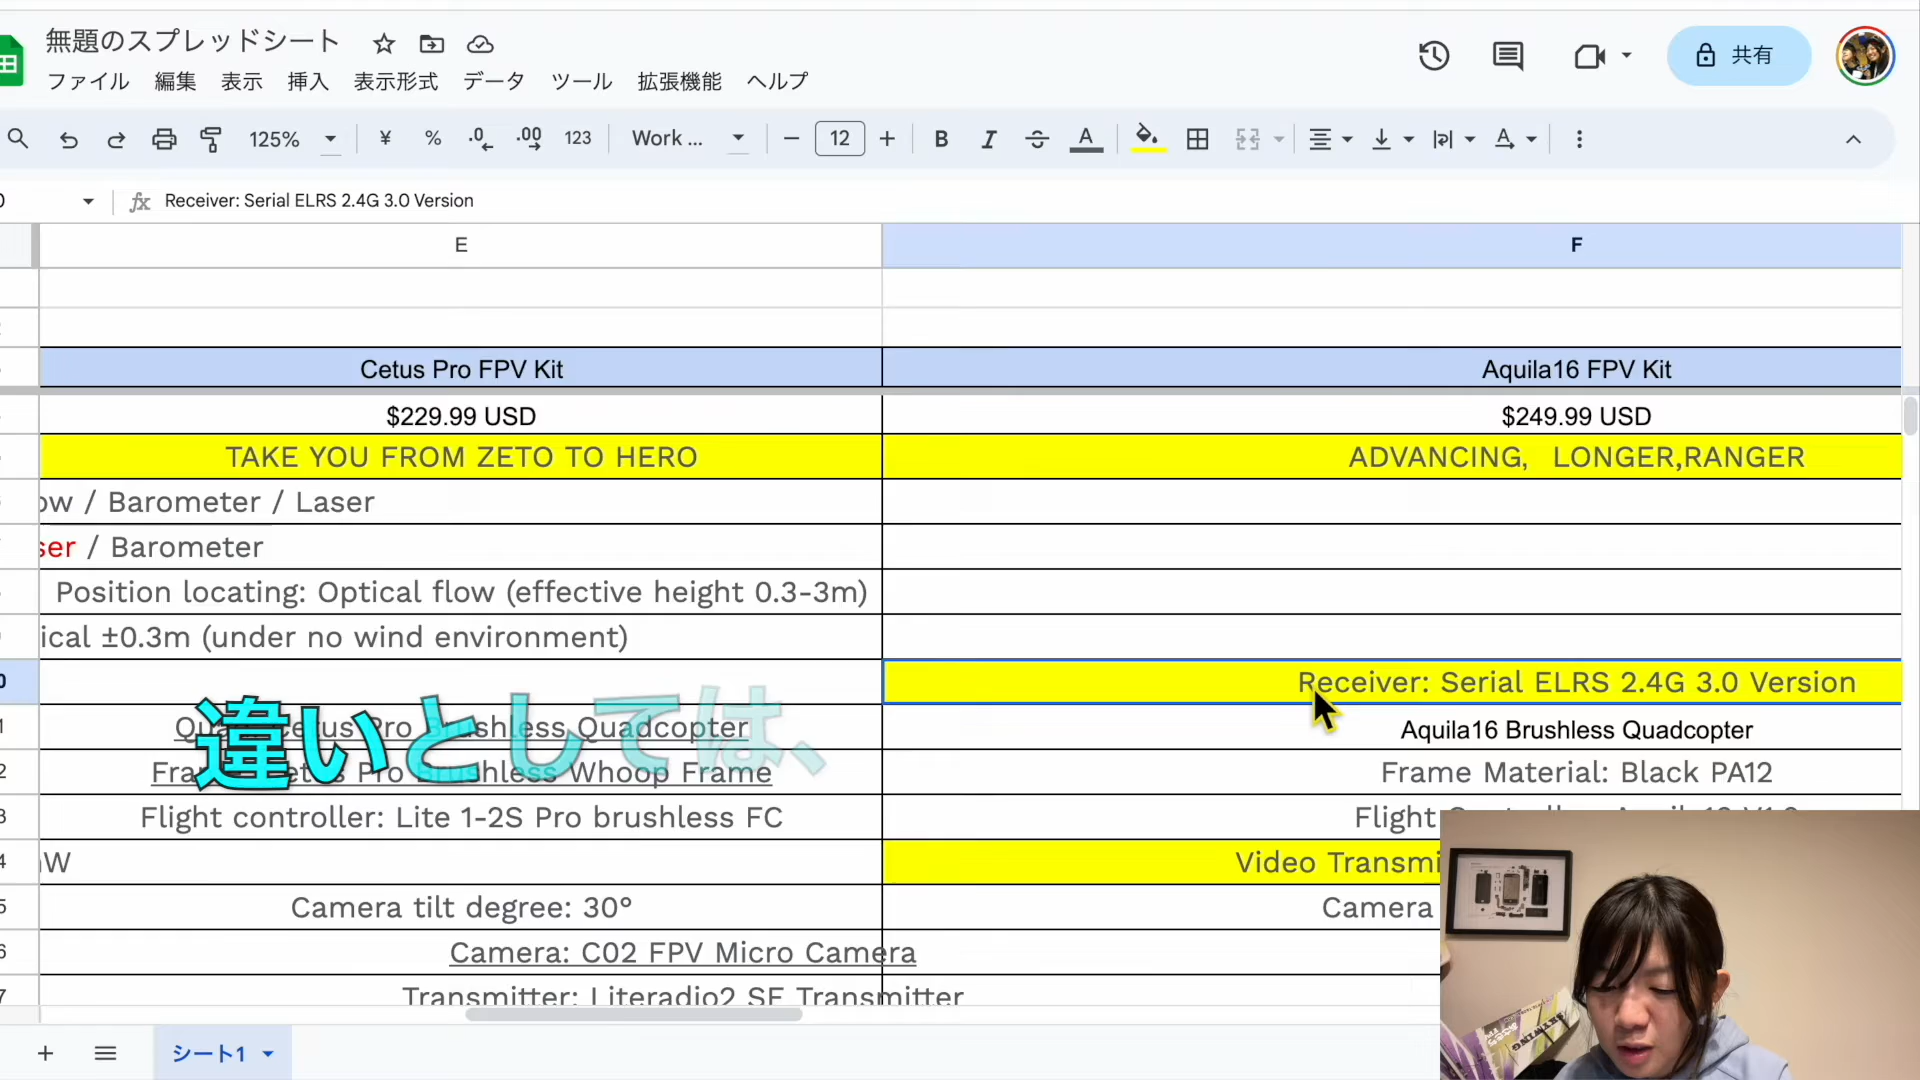 無題のスプレッドシート
ファイル 編集 表示 挿入 表示形式 データ ツール 拡張機能 ヘルプ
共有
125% ¥ % .0 .00 123 Work ... 12 B I A
fx Receiver: Serial ELRS 2.4G 3.0 Version
E F
Cetus Pro FPV Kit Aquila16 FPV Kit
$229.99 USD $249.99 USD
TAKE YOU FROM ZETO TO HERO ADVANCING, LONGER,RANGER
/ Barometer / Laser
/ Barometer
Position locating: Optical flow (effective height 0.3-3m)
±0.3m (under no wind environment)
Receiver: Serial ELRS 2.4G 3.0 Version
違いとしては、
Pro Brushless Quadcopter Aquila16 Brushless Quadcopter
Pro Brushless Whoop Frame Frame Material: Black PA12
Flight controller: Lite 1-2S Pro brushless FC Flight
Video
Camera tilt degree: 30° Camera
Camera: C02 FPV Micro Camera
Transmitter: Literadio2 SE Transmitter
シート1